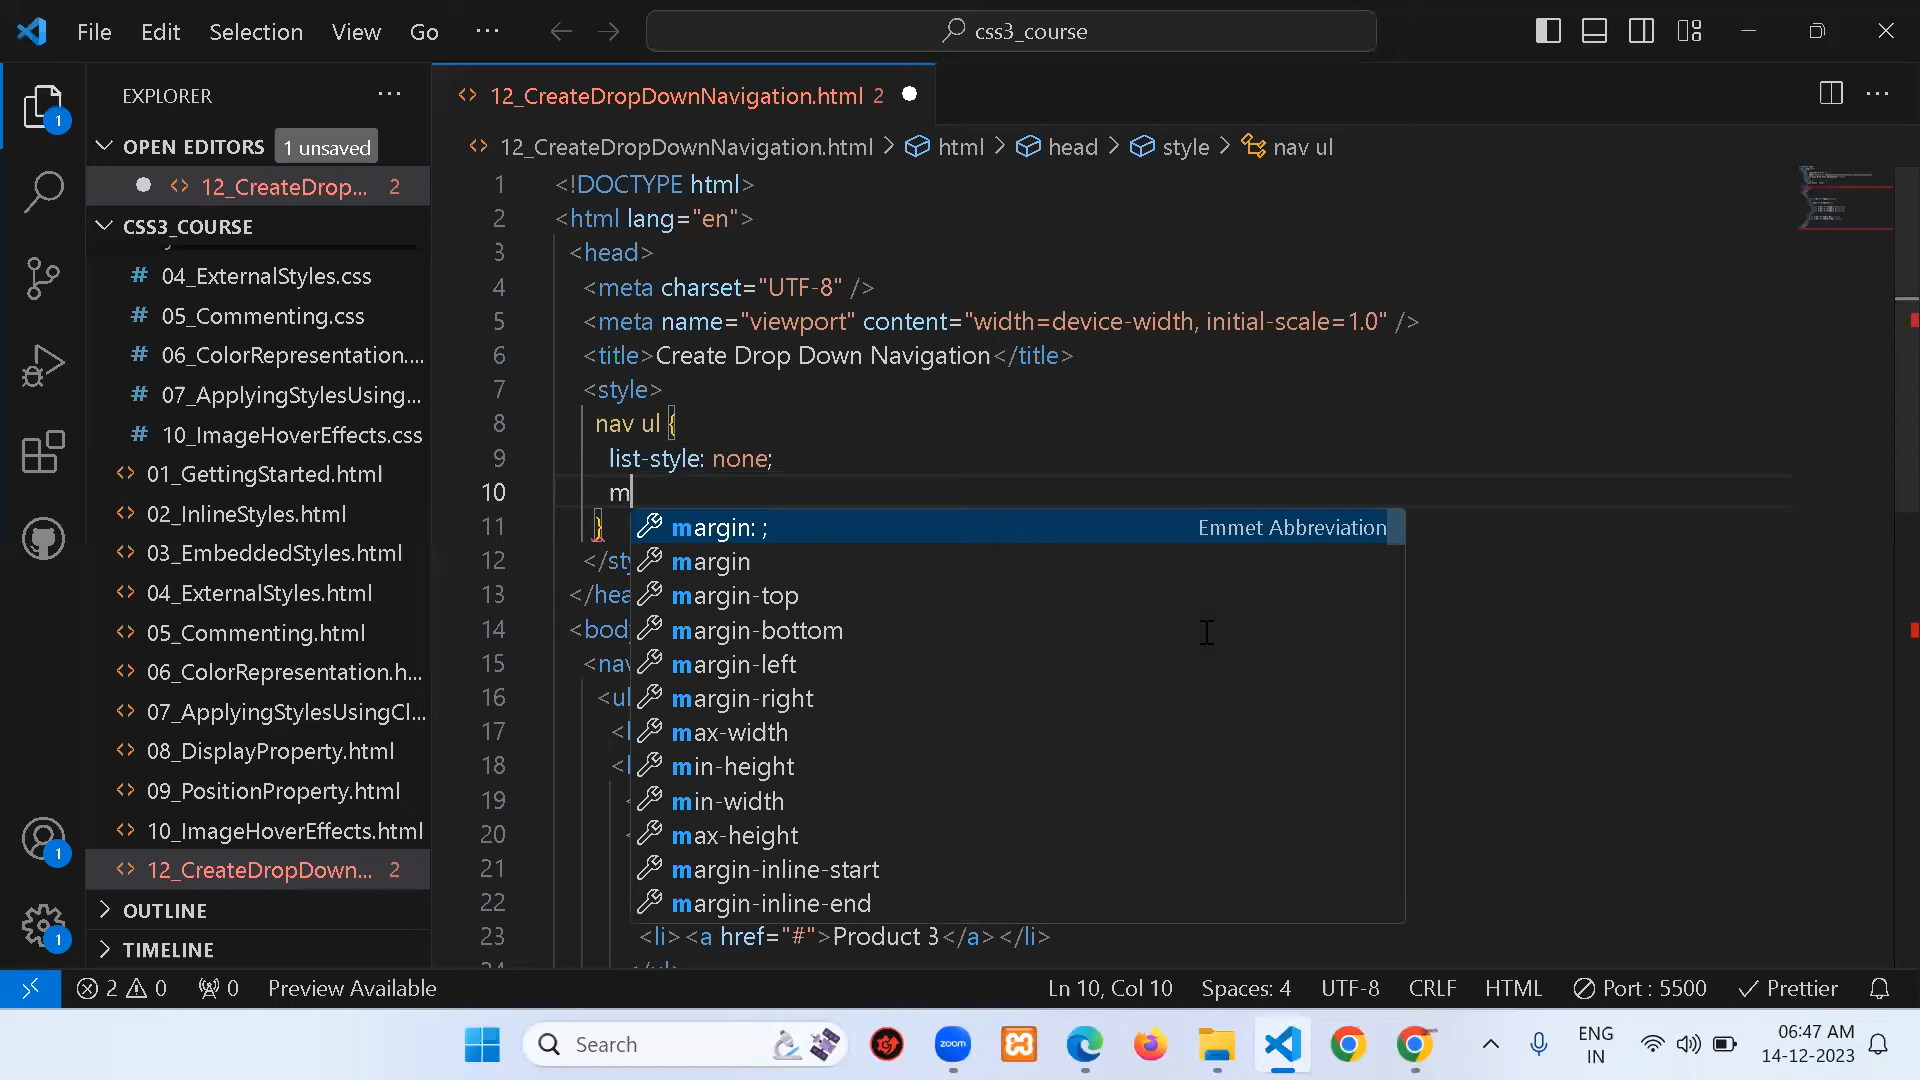 File Edit Selection View Go ··· css3_course
EXPLORER ···
OPEN EDITORS 1 unsaved
12_CreateDrop... 2
CSS3_COURSE
04_ExternalStyles.css
05_Commenting.css
06_ColorRepresentation....
07_ApplyingStylesUsing...
10_ImageHoverEffects.css
01_GettingStarted.html
02_InlineStyles.html
03_EmbeddedStyles.html
04_ExternalStyles.html
05_Commenting.html
06_ColorRepresentation.h...
07_ApplyingStylesUsingCl...
08_DisplayProperty.html
09_PositionProperty.html
10_ImageHoverEffects.html
12_CreateDropDown... 2
OUTLINE
TIMELINE
1
1
1
12_CreateDropDownNavigation.html 2
12_CreateDropDownNavigation.html > html > head > style > nav ul
1 <!DOCTYPE html>
2 <html lang="en">
3 <head>
4 <meta charset="UTF-8" />
5 <meta name="viewport" content="width=device-width, initial-scale=1.0" />
6 <title>Create Drop Down Navigation</title>
7 <style>
8 nav ul {
9 list-style: none;
10 m
11 }
12 </sty
13 </hea
14 <body
15 <nav
16 <ul
17 <l
18 <l
19 <
20 <
21
22
23 <li><a href="#">Product 3</a></li>
margin: ; Emmet Abbreviation
margin
margin-top
margin-bottom
margin-left
margin-right
max-width
min-height
min-width
max-height
margin-inline-start
margin-inline-end
2 0 0 Preview Available Ln 10, Col 10 Spaces: 4 UTF-8 CRLF HTML Port : 5500 Prettier
Search zoom ENG IN 06:47 AM 14-12-2023